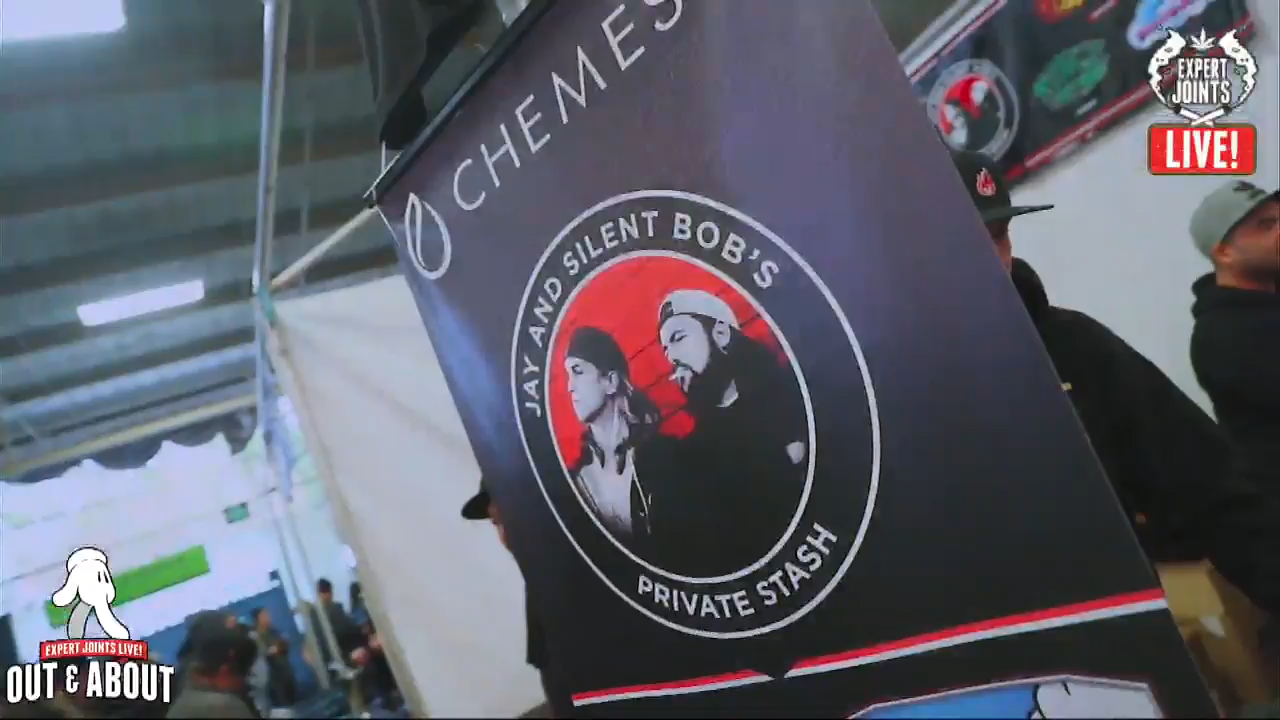 CHEMES
JAY AND SILENT BOB'S
PRIVATE STASH
EXPERT
JOINTS
LIVE!
EXPERT JOINTS LIVE!
OUT & ABOUT